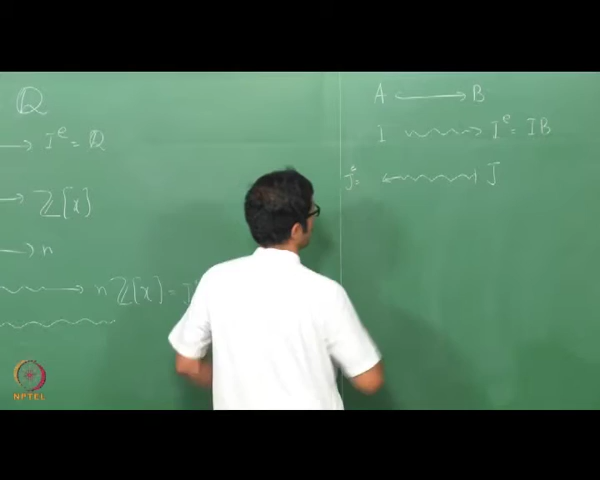 ℚ
→ I^e = ℚ
→ ℤ[x]
→ n
⇝ nℤ[x] = I
A → B
I ⇝ I^e = IB
J^c = ⇜ J
NPTEL